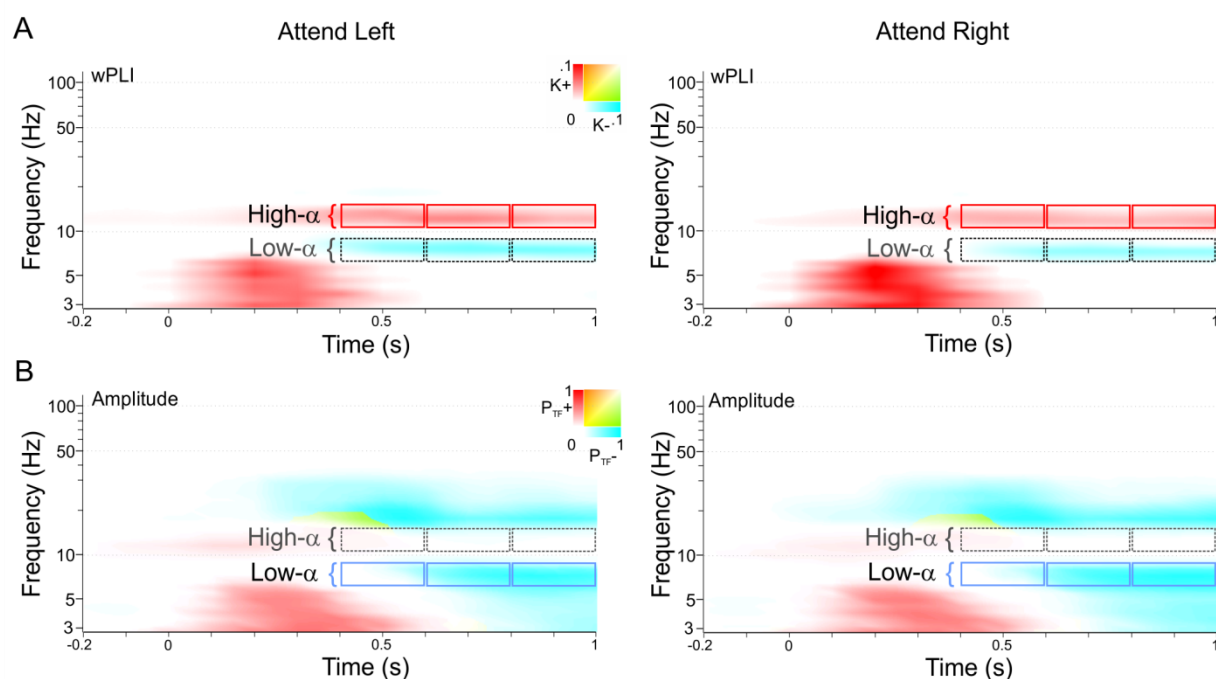 A
Attend Left
Attend Right
wPLI
.1
K+
0
K-
.1
100
50
10
5
3
Frequency (Hz)
High-α {
Low-α {
-0.2
0
0.5
1
Time (s)
wPLI
100
50
10
5
3
Frequency (Hz)
High-α {
Low-α {
-0.2
0
0.5
1
Time (s)
B
Amplitude
1
P_TF+
0
1
P_TF-
100
50
10
5
3
Frequency (Hz)
High-α {
Low-α {
-0.2
0
0.5
1
Time (s)
Amplitude
100
50
10
5
3
Frequency (Hz)
High-α {
Low-α {
-0.2
0
0.5
1
Time (s)